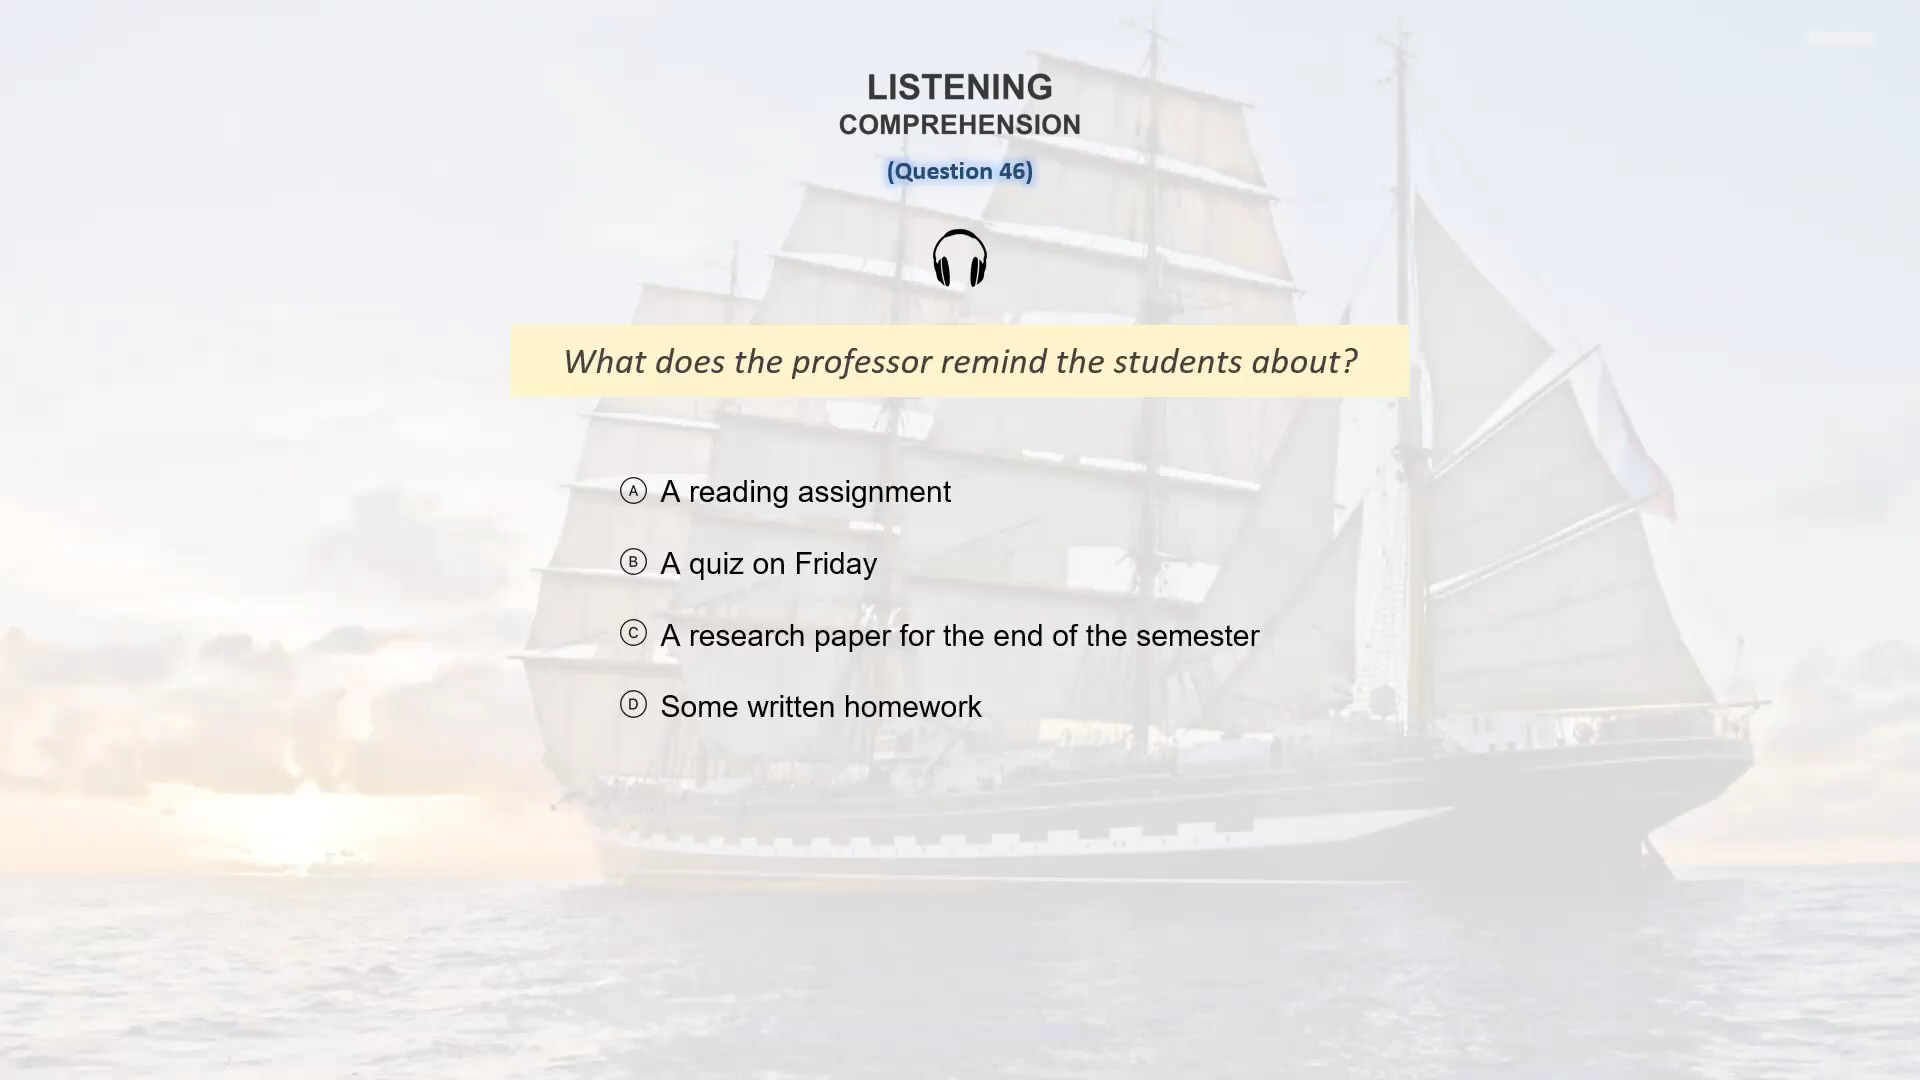 LISTENING
COMPREHENSION
(Question 46)
What does the professor remind the students about?
Ⓐ A reading assignment
Ⓑ A quiz on Friday
Ⓒ A research paper for the end of the semester
Ⓓ Some written homework